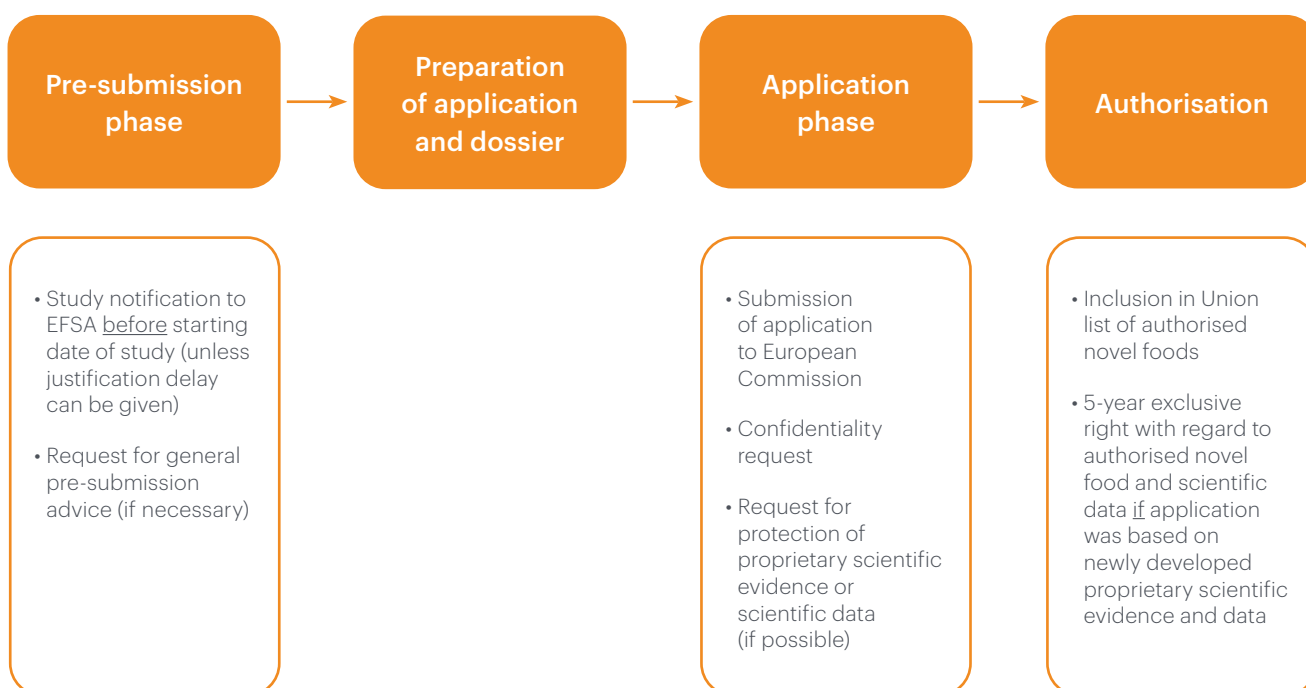 Pre-submission
phase
Preparation
of application
and dossier
Application
phase
Authorisation
• Study notification to
EFSA before starting
date of study (unless
justification delay
can be given)
• Request for general
pre-submission
advice (if necessary)
• Submission
of application
to European
Commission
• Confidentiality
request
• Request for
protection of
proprietary scientific
evidence or
scientific data
(if possible)
• Inclusion in Union
list of authorised
novel foods
• 5-year exclusive
right with regard to
authorised novel
food and scientific
data if application
was based on
newly developed
proprietary scientific
evidence and data